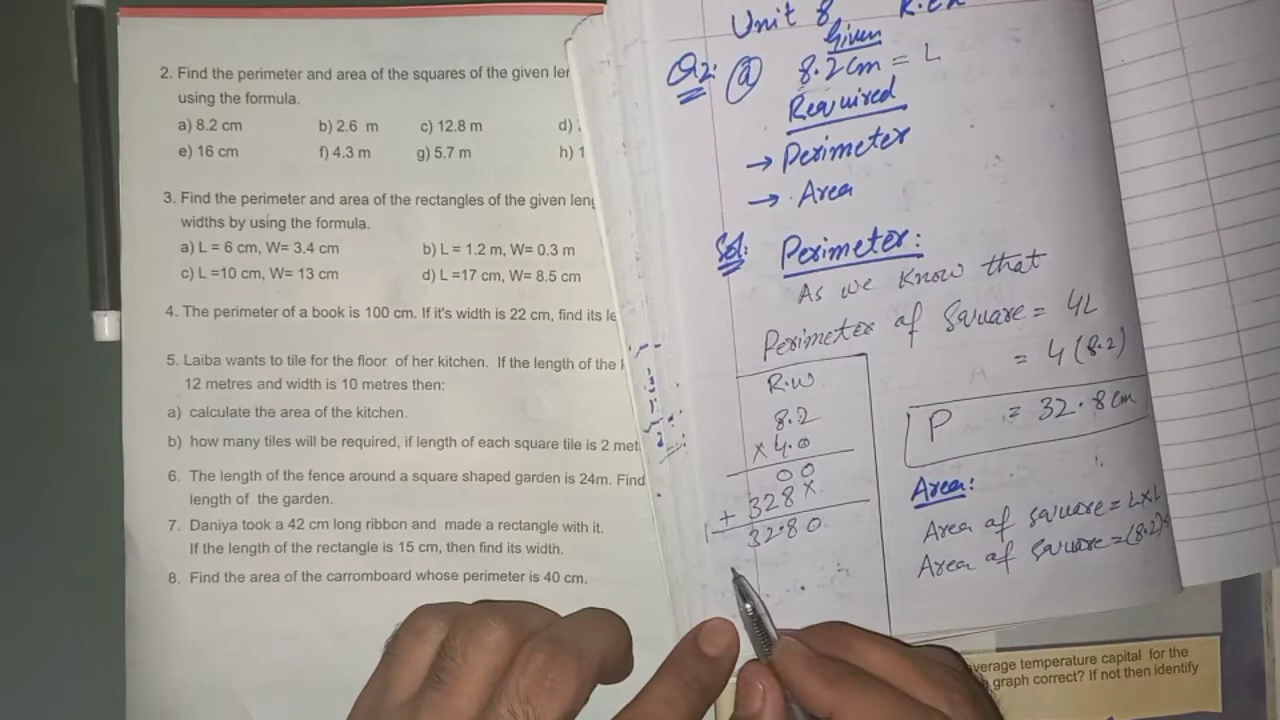 2. Find the perimeter and area of the squares of the given
using the formula.
a) 8.2 cm b) 2.6 m c) 12.8 m d)
e) 16 cm f) 4.3 m g) 5.7 m h) 1
3. Find the perimeter and area of the rectangles of the given
widths by using the formula.
a) L = 6 cm, W= 3.4 cm b) L = 1.2 m, W= 0.3 m
c) L =10 cm, W= 13 cm d) L =17 cm, W= 8.5 cm
4. The perimeter of a book is 100 cm. If it's width is 22 cm, find its
5. Laiba wants to tile for the floor of her kitchen. If the length of the
12 metres and width is 10 metres then:
a) calculate the area of the kitchen.
b) how many tiles will be required, if length of each square tile is 2
6. The length of the fence around a square shaped garden is 24m. Find
length of the garden.
7. Daniya took a 42 cm long ribbon and made a rectangle with it.
If the length of the rectangle is 15 cm, then find its width.
8. Find the area of the carromboard whose perimeter is 40 cm.
Unit 8
Given
Q2: a 8.2cm = L
Required
→ Perimeter
→ Area
Sol: Perimeter:
As we know that
Perimeter of square = 4L
= 4(8.2)
P = 32.8cm
R.W
8.2
x 4.0
00
+ 328x
32.80
Area:
Area of square = LxL
Area of square = (8.2)
average temperature capital for the
graph correct? If not then identify